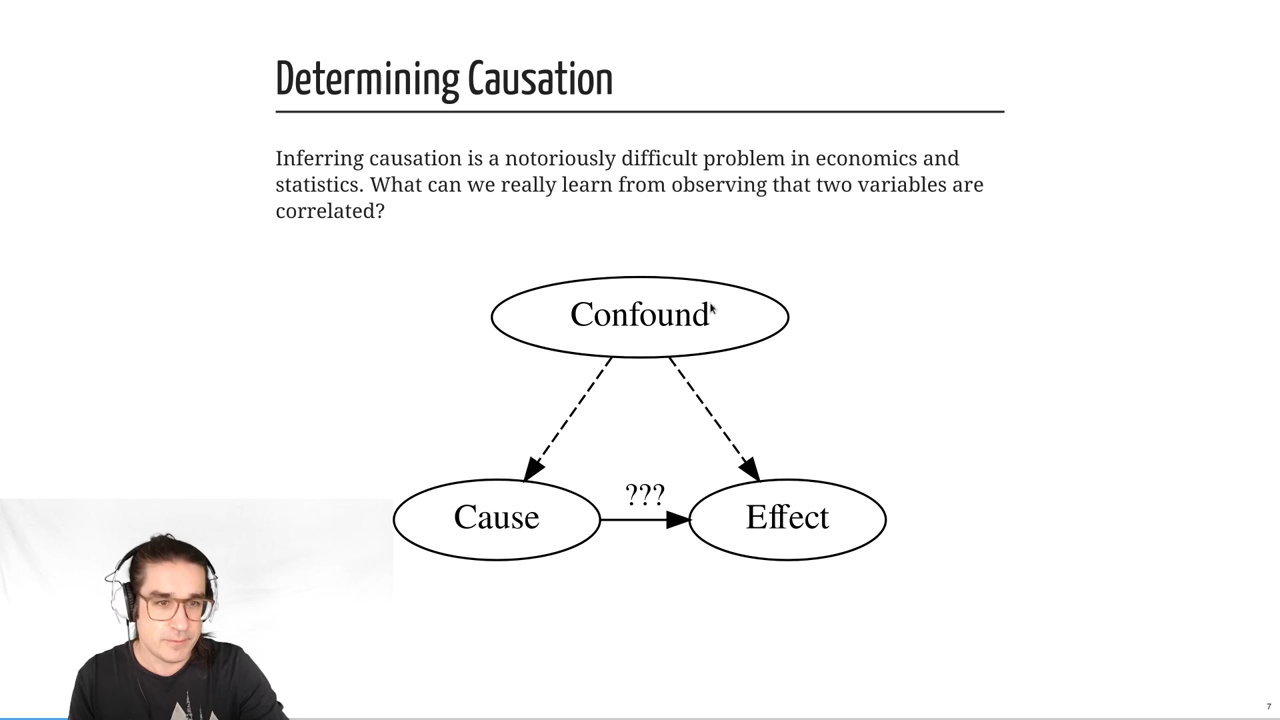 Determining Causation
Inferring causation is a notoriously difficult problem in economics and
statistics. What can we really learn from observing that two variables are
correlated?
Confound
???
Cause
Effect
7